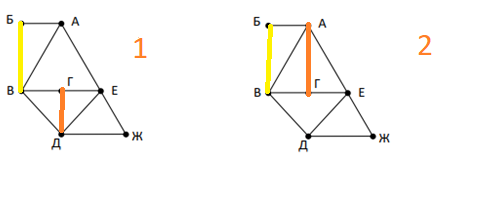 Б А
1
В Г Е
Д Ж
Б А
2
В Г Е
Д Ж